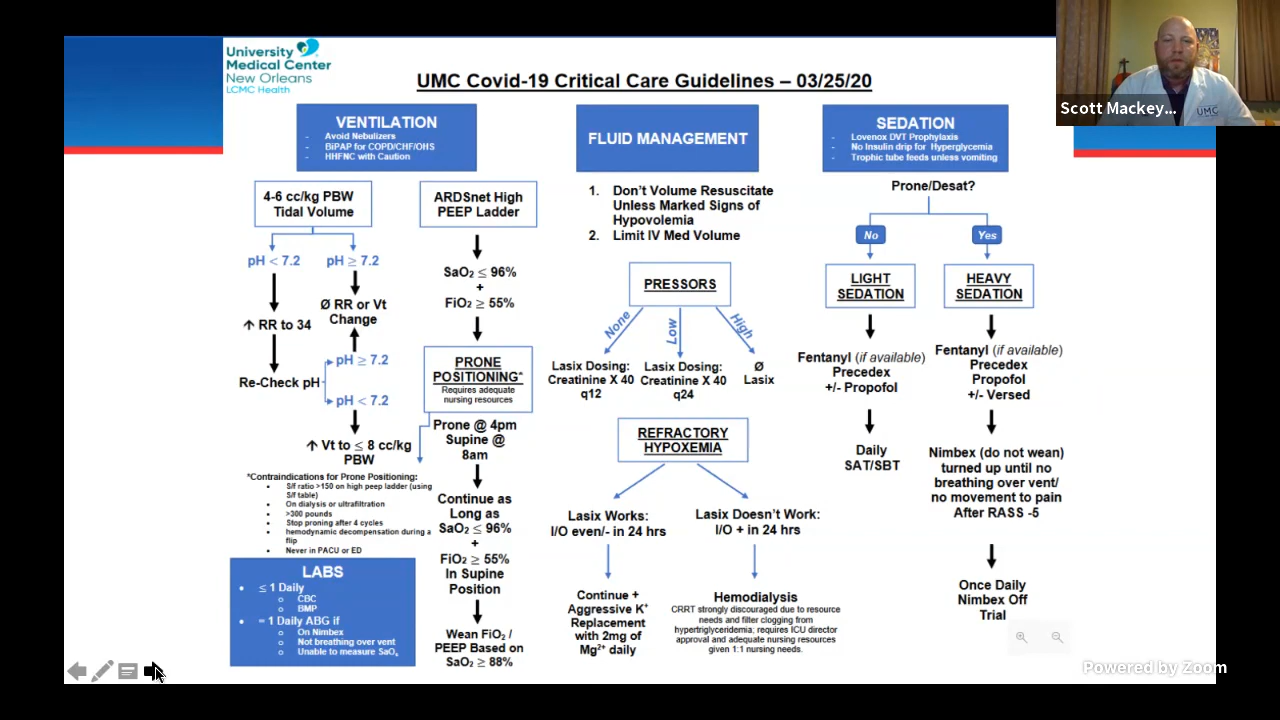 University
Medical Center
New Orleans
LCMC Health
UMC Covid-19 Critical Care Guidelines – 03/25/20
Scott Mackey...
UMC
VENTILATION
- Avoid Nebulizers
- BiPAP for COPD/CHF/OHS
- HHFNC with Caution
4-6 cc/kg PBW
Tidal Volume
pH < 7.2
pH ≥ 7.2
↑ RR to 34
Ø RR or Vt
Change
Re-Check pH
pH ≥ 7.2
pH < 7.2
↑ Vt to ≤ 8 cc/kg
PBW
*Contraindications for Prone Positioning:
• S/f ratio >150 on high peep ladder (using
S/f table)
• On dialysis or ultrafiltration
• >300 pounds
• Stop proning after 4 cycles
• hemodynamic decompensation during a
flip
• Never in PACU or ED
LABS
• ≤ 1 Daily
o CBC
o BMP
• = 1 Daily ABG if
o On Nimbex
o Not breathing over vent
o Unable to measure SaO₂
ARDSnet High
PEEP Ladder
SaO₂ ≤ 96%
+
FiO₂ ≥ 55%
PRONE
POSITIONING*
Requires adequate
nursing resources
Prone @ 4pm
Supine @
8am
Continue as
Long as
SaO₂ ≤ 96%
+
FiO₂ ≥ 55%
In Supine
Position
Wean FiO₂ /
PEEP Based on
SaO₂ ≥ 88%
FLUID MANAGEMENT
1. Don't Volume Resuscitate
Unless Marked Signs of
Hypovolemia
2. Limit IV Med Volume
PRESSORS
None
Low
High
Lasix Dosing:
Creatinine X 40
q12
Lasix Dosing:
Creatinine X 40
q24
Ø
Lasix
REFRACTORY
HYPOXEMIA
Lasix Works:
I/O even/- in 24 hrs
Lasix Doesn't Work:
I/O + in 24 hrs
Continue +
Aggressive K⁺
Replacement
with 2mg of
Mg²⁺ daily
Hemodialysis
CRRT strongly discouraged due to resource
needs and filter clogging from
hypertriglyceridemia; requires ICU director
approval and adequate nursing resources
given 1:1 nursing needs.
SEDATION
- Lovenox DVT Prophylaxis
- No Insulin drip for Hyperglycemia
- Trophic tube feeds unless vomiting
Prone/Desat?
No
Yes
LIGHT
SEDATION
HEAVY
SEDATION
Fentanyl (if available)
Precedex
+/- Propofol
Daily
SAT/SBT
Fentanyl (if available)
Precedex
Propofol
+/- Versed
Nimbex (do not wean)
turned up until no
breathing over vent/
no movement to pain
After RASS -5
Once Daily
Nimbex Off
Trial
Powered by Zoom